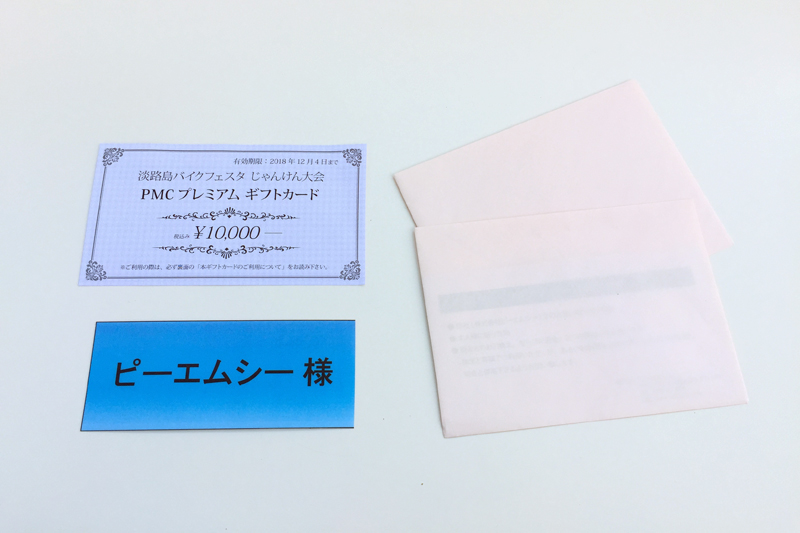 有効期限：2018年12月4日まで
淡路島バイクフェスタ じゃんけん大会
PMC プレミアム ギフトカード
税込み ¥10,000―
※ご利用の際は、必ず裏面の「本ギフトカードのご利用について」をお読み下さい。
ピーエムシー 様